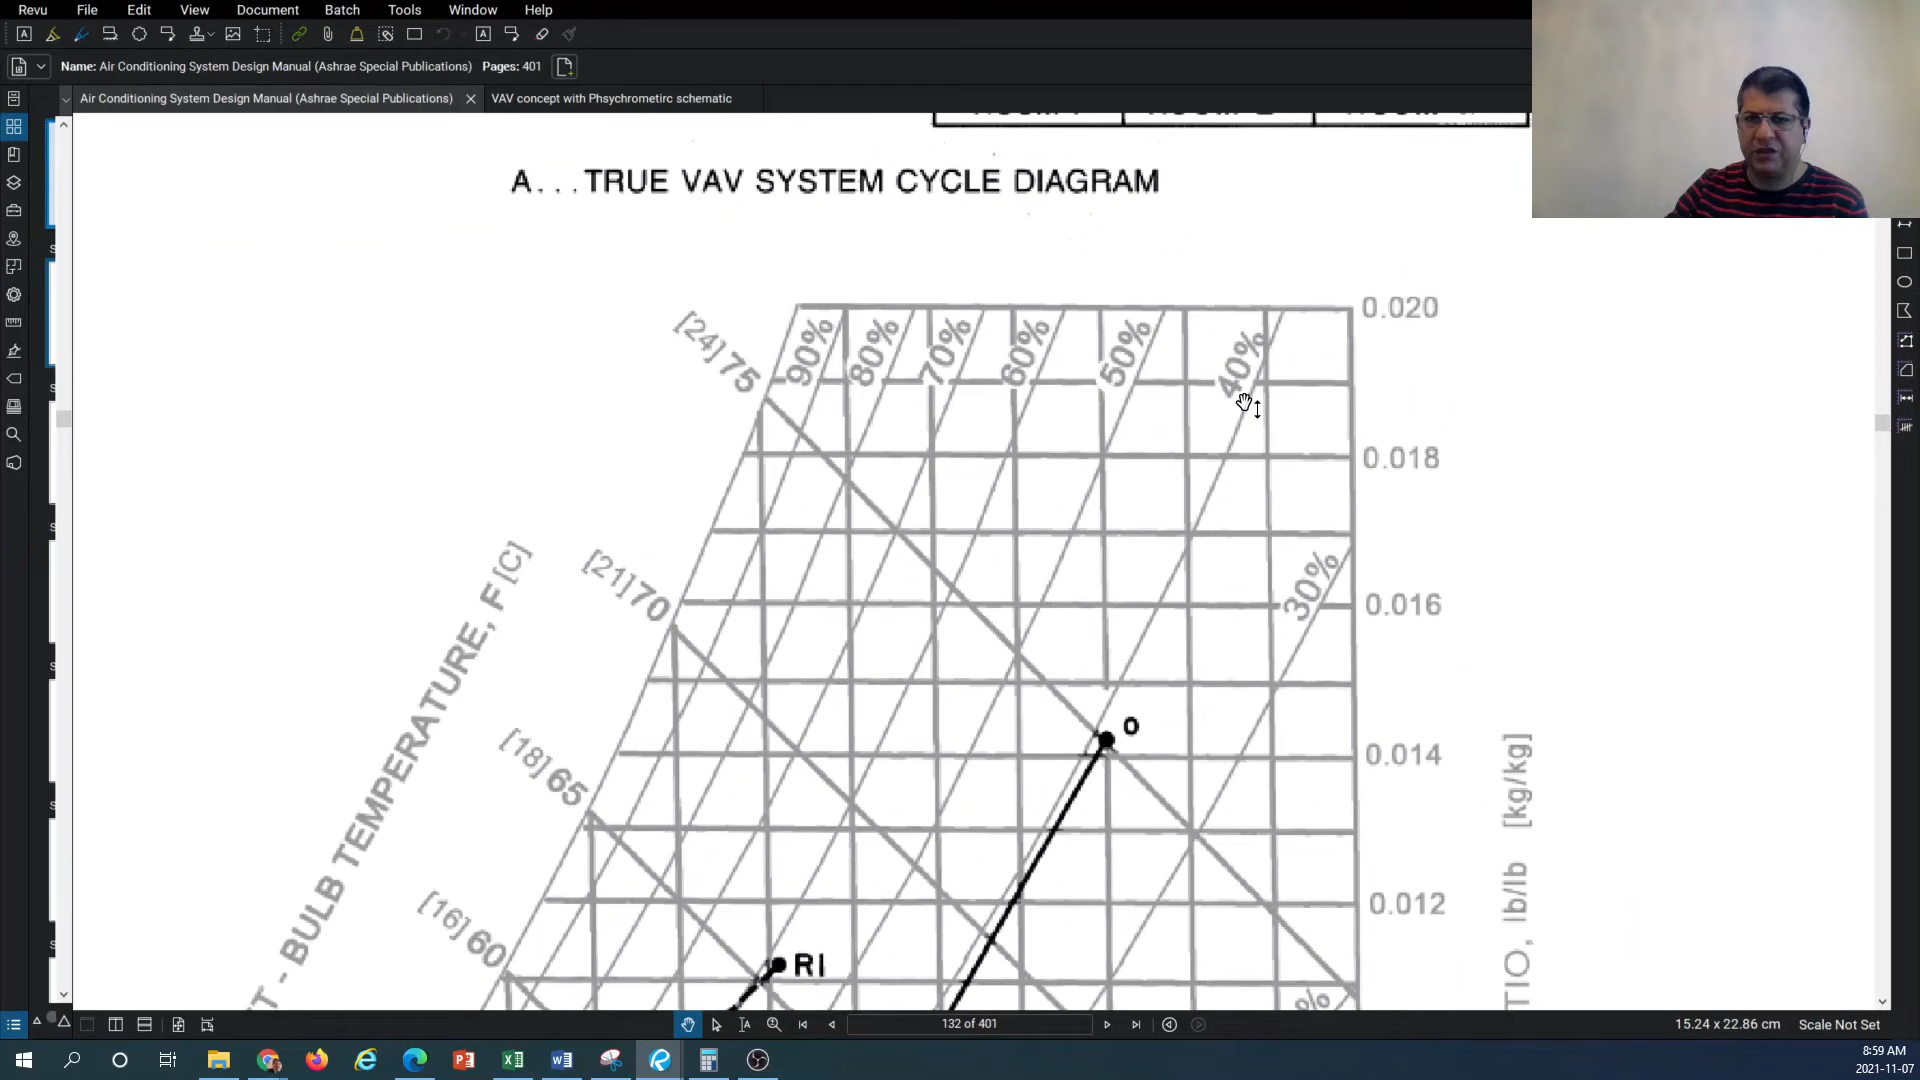 Revu File Edit View Document Batch Tools Window Help
Name: Air Conditioning System Design Manual (Ashrae Special Publications) Pages: 401
Air Conditioning System Design Manual (Ashrae Special Publications) VAV concept with Phsychrometirc schematic
A...TRUE VAV SYSTEM CYCLE DIAGRAM
0.020
[24] 75
90%
80%
70%
60%
50%
40%
0.018
[21] 70
30%
0.016
T - BULB TEMPERATURE, F [C]
[18] 65
O
0.014
TIO, lb/lb [kg/kg]
[16] 60
0.012
RI
%
132 of 401
15.24 x 22.86 cm Scale Not Set
8:59 AM
2021-11-07